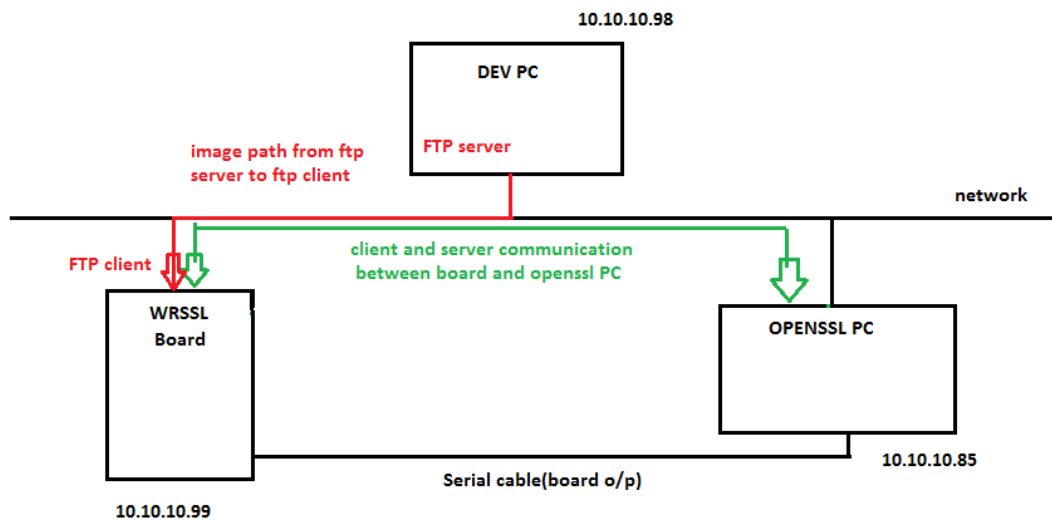 10.10.10.98
DEV PC
FTP server
image path from ftp
server to ftp client
network
client and server communication
between board and openssl PC
FTP client
WRSSL
Board
OPENSSL PC
10.10.10.85
Serial cable(board o/p)
10.10.10.99